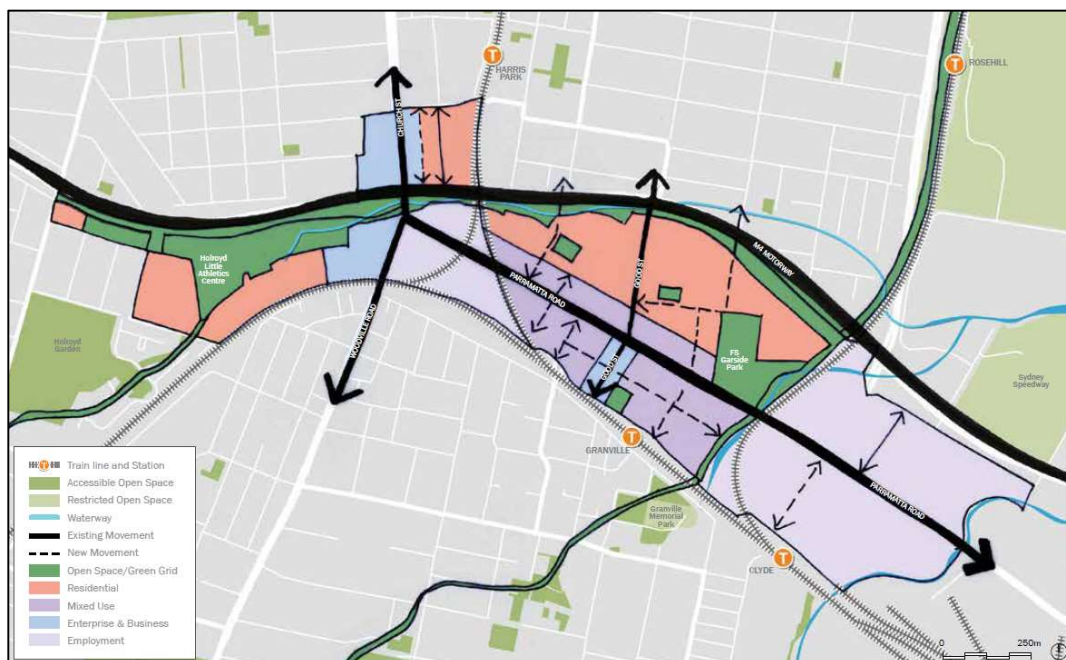 T
HARRIS
PARK
T
ROSEHILL
CHURCH ST
GOOD ST
M4 MOTORWAY
Holroyd
Little
Athletics
Centre
PARRAMATTA ROAD
WOODVILLE ROAD
GOOD ST
FS
Garside
Park
Holroyd
Garden
Sydney
Speedway
T
GRANVILLE
PARRAMATTA ROAD
Granville
Memorial
Park
T
CLYDE
T Train line and Station
Accessible Open Space
Restricted Open Space
Waterway
Existing Movement
New Movement
Open Space/Green Grid
Residential
Mixed Use
Enterprise & Business
Employment
0 250m